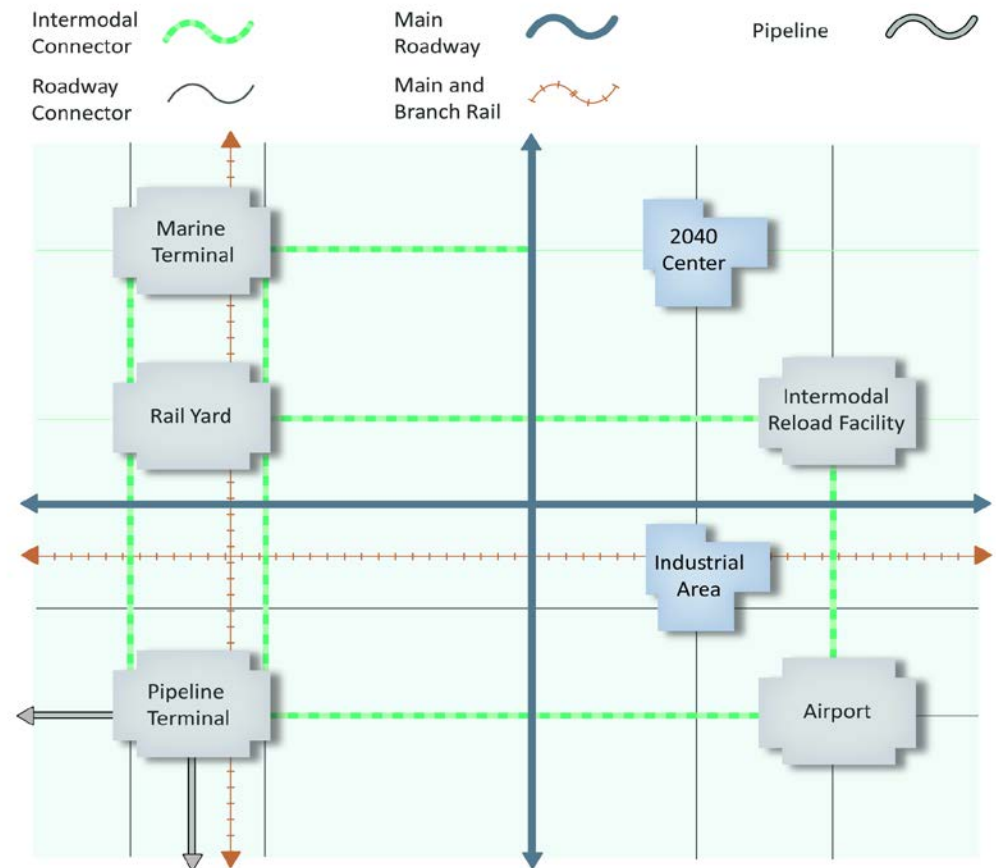 Intermodal
Connector
Main
Roadway
Pipeline
Roadway
Connector
Main and
Branch Rail
Marine
Terminal
2040
Center
Rail Yard
Intermodal
Reload Facility
Industrial
Area
Pipeline
Terminal
Airport